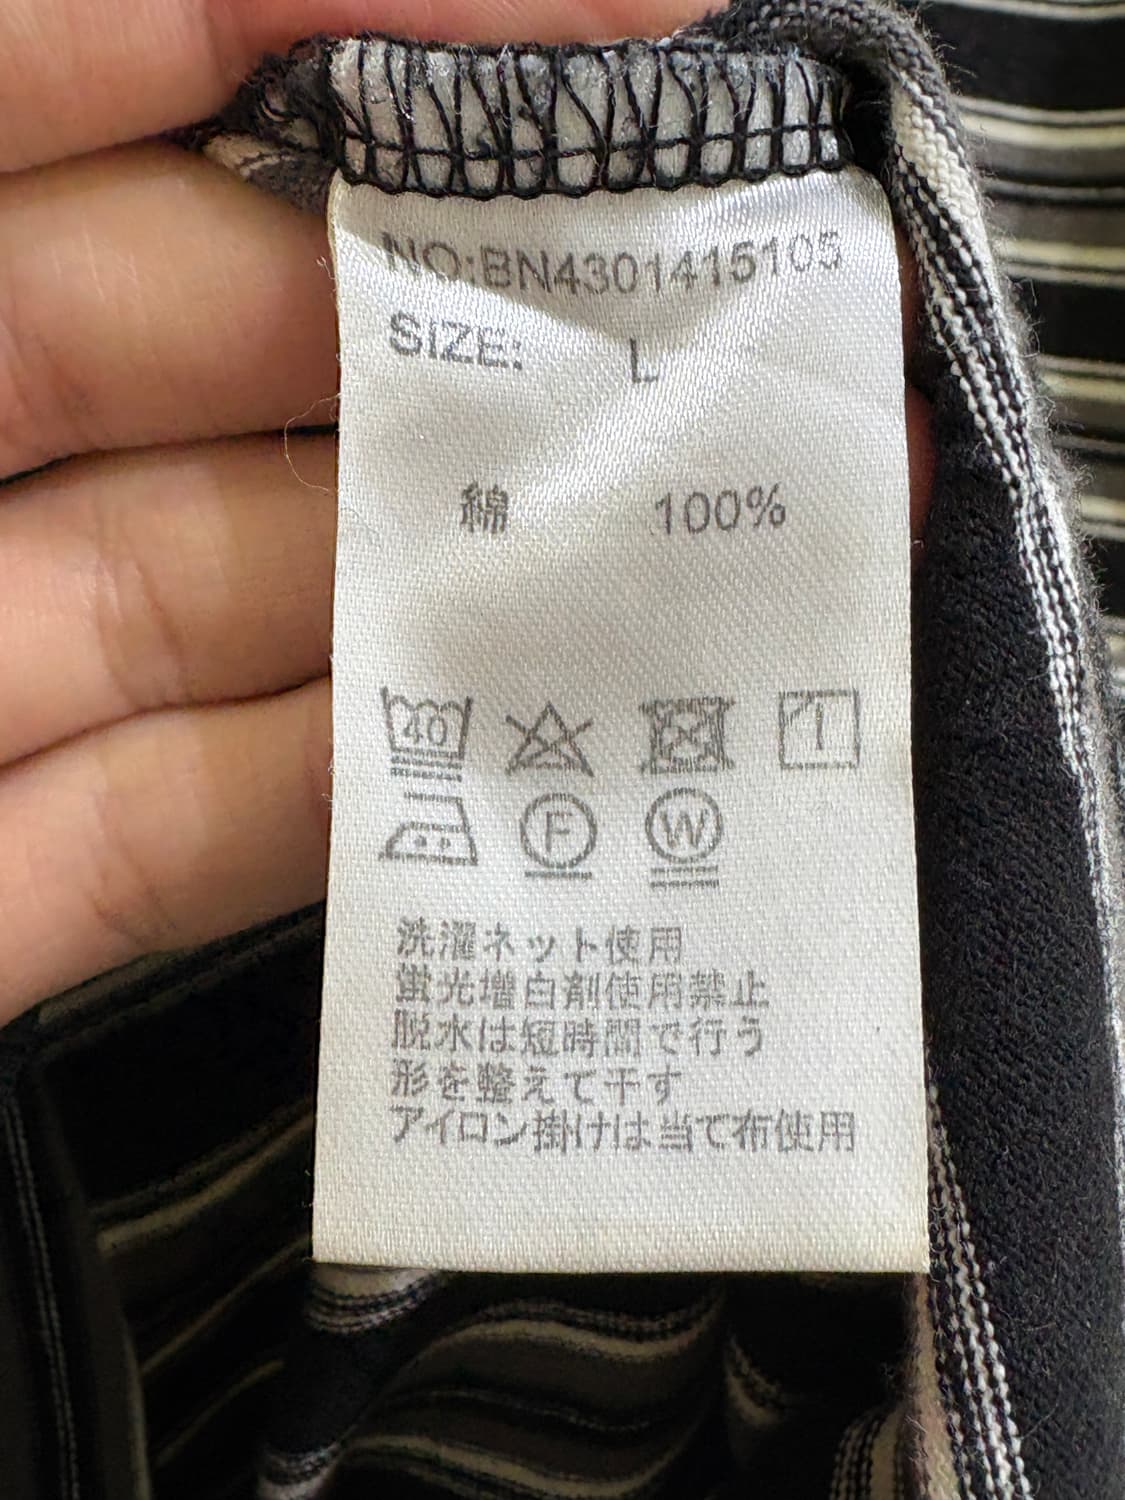 NO:BN4301415105
SIZE: L
綿 100%
40
F W
洗濯ネット使用
蛍光増白剤使用禁止
脱水は短時間で行う
形を整えて干す
アイロン掛けは当て布使用